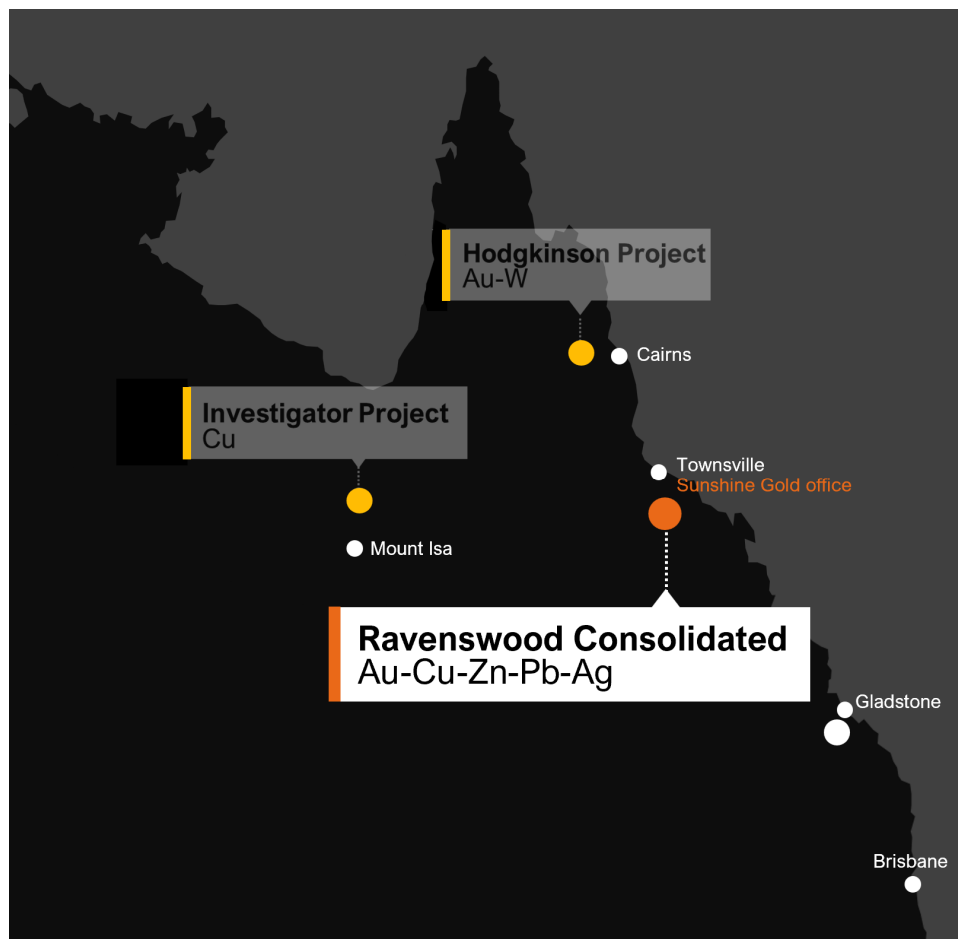 Hodgkinson Project
Au-W
Cairns
Investigator Project
Cu
Townsville
Sunshine Gold office
Mount Isa
Ravenswood Consolidated
Au-Cu-Zn-Pb-Ag
Gladstone
Brisbane